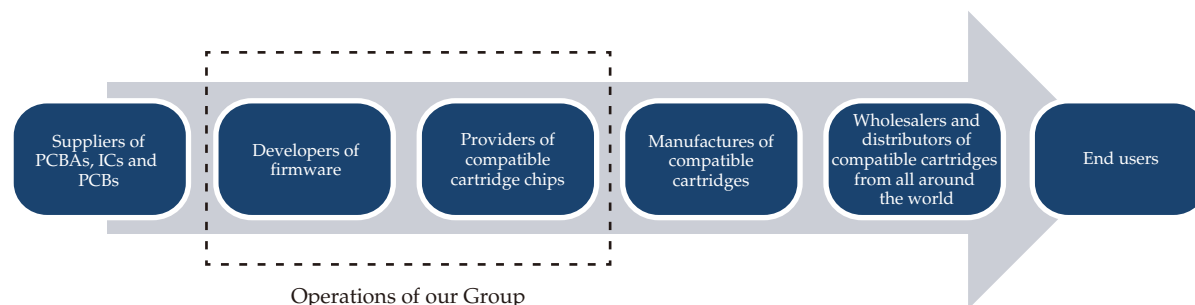 Suppliers of
PCBAs, ICs and
PCBs
Developers of
firmware
Providers of
compatible
cartridge chips
Manufactures of
compatible
cartridges
Wholesalers and
distributors of
compatible cartridges
from all around
the world
End users
Operations of our Group